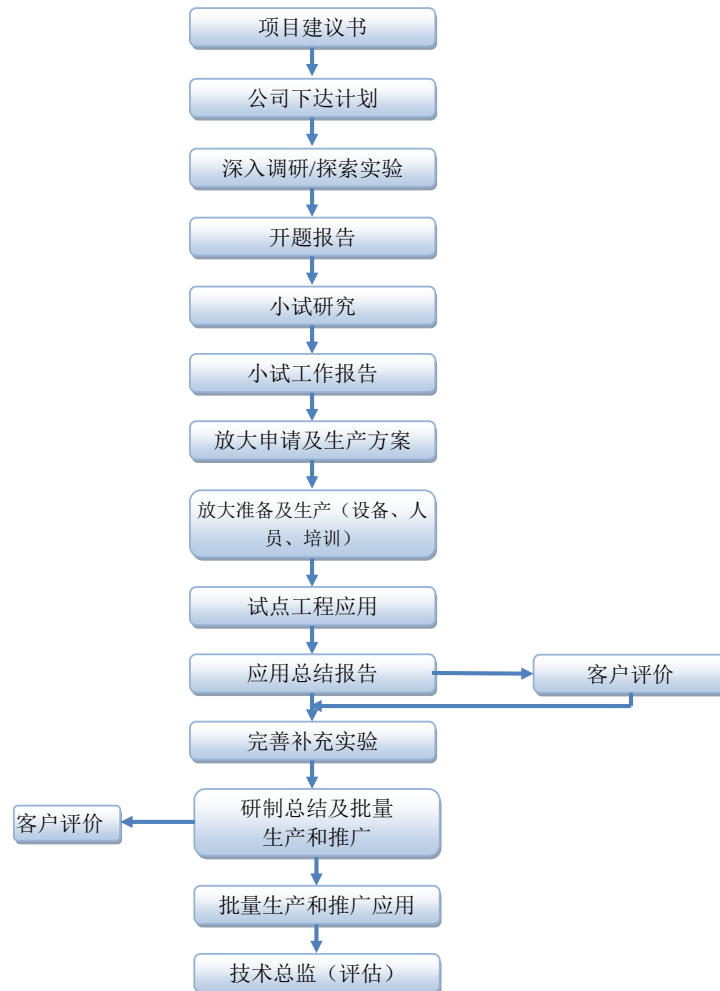 项目建议书
公司下达计划
深入调研/探索实验
开题报告
小试研究
小试工作报告
放大申请及生产方案
放大准备及生产（设备、人
员、培训）
试点工程应用
应用总结报告
客户评价
完善补充实验
研制总结及批量
生产和推广
客户评价
批量生产和推广应用
技术总监（评估）